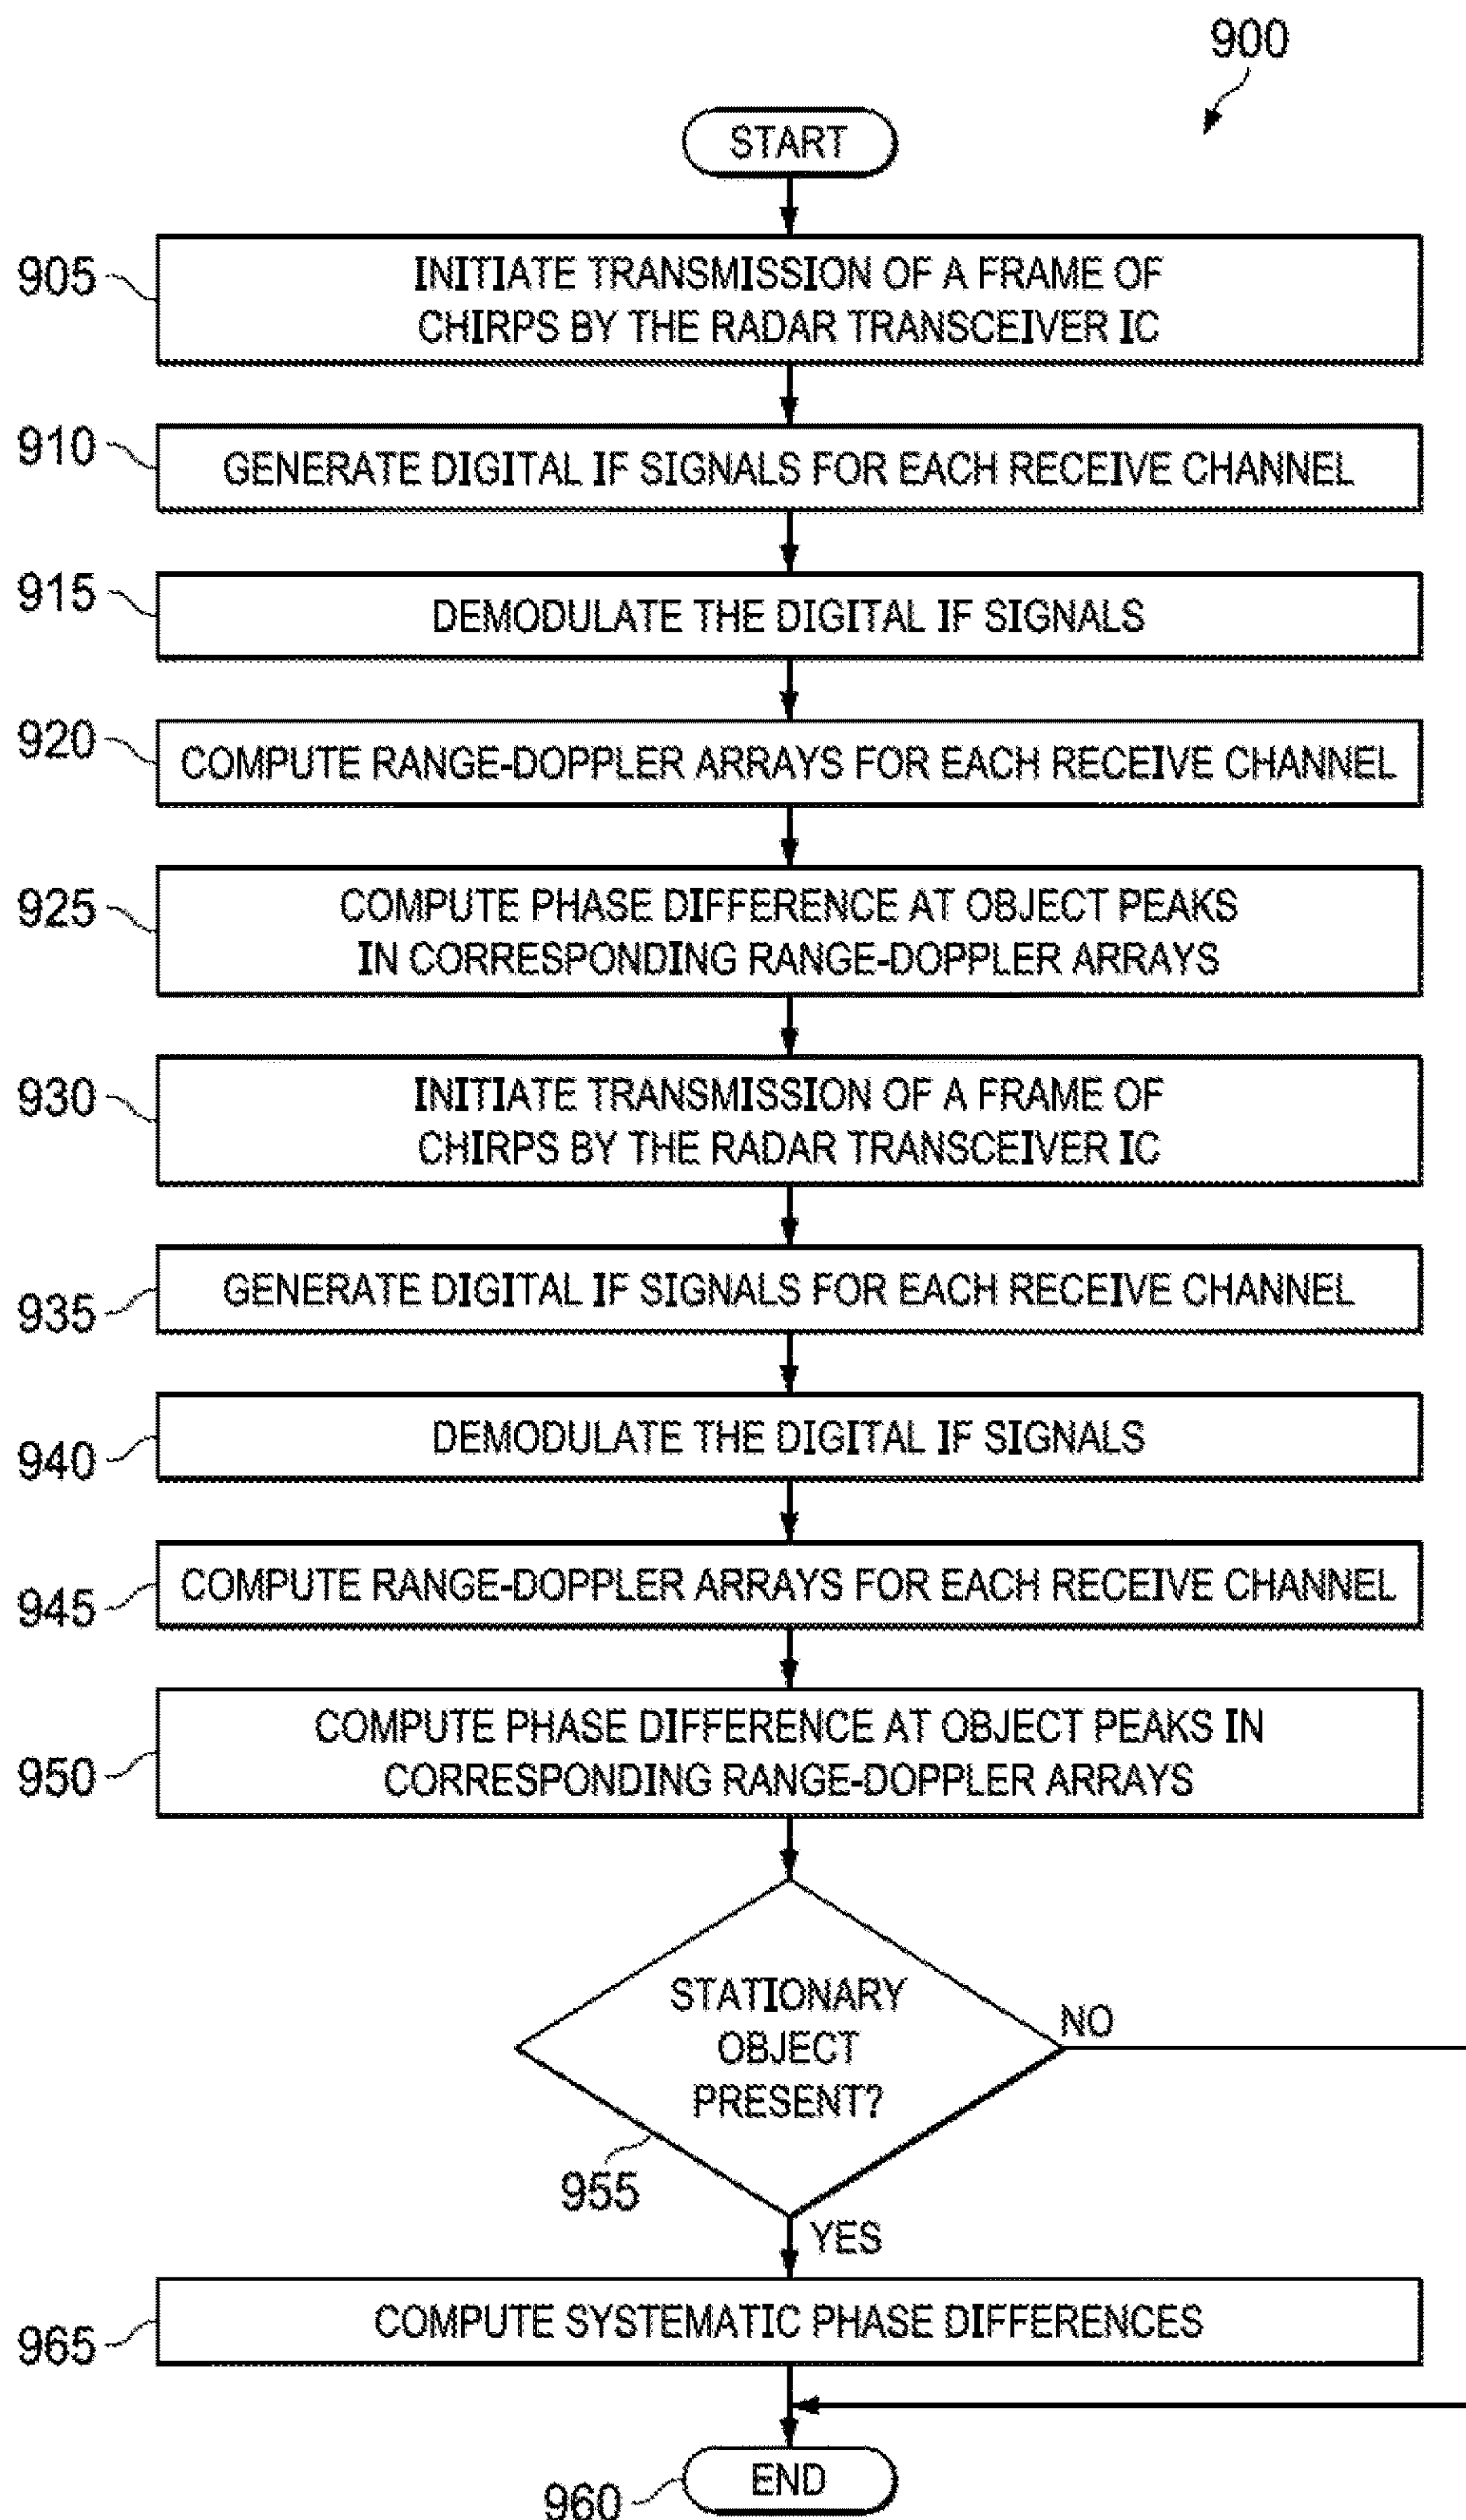 900
START
905
INITIATE TRANSMISSION OF A FRAME OF
CHIRPS BY THE RADAR TRANSCEIVER IC
910
GENERATE DIGITAL IF SIGNALS FOR EACH RECEIVE CHANNEL
915
DEMODULATE THE DIGITAL IF SIGNALS
920
COMPUTE RANGE-DOPPLER ARRAYS FOR EACH RECEIVE CHANNEL
925
COMPUTE PHASE DIFFERENCE AT OBJECT PEAKS
IN CORRESPONDING RANGE-DOPPLER ARRAYS
930
INITIATE TRANSMISSION OF A FRAME OF
CHIRPS BY THE RADAR TRANSCEIVER IC
935
GENERATE DIGITAL IF SIGNALS FOR EACH RECEIVE CHANNEL
940
DEMODULATE THE DIGITAL IF SIGNALS
945
COMPUTE RANGE-DOPPLER ARRAYS FOR EACH RECEIVE CHANNEL
950
COMPUTE PHASE DIFFERENCE AT OBJECT PEAKS IN
CORRESPONDING RANGE-DOPPLER ARRAYS
STATIONARY
OBJECT
PRESENT?
NO
955
YES
965
COMPUTE SYSTEMATIC PHASE DIFFERENCES
960
END